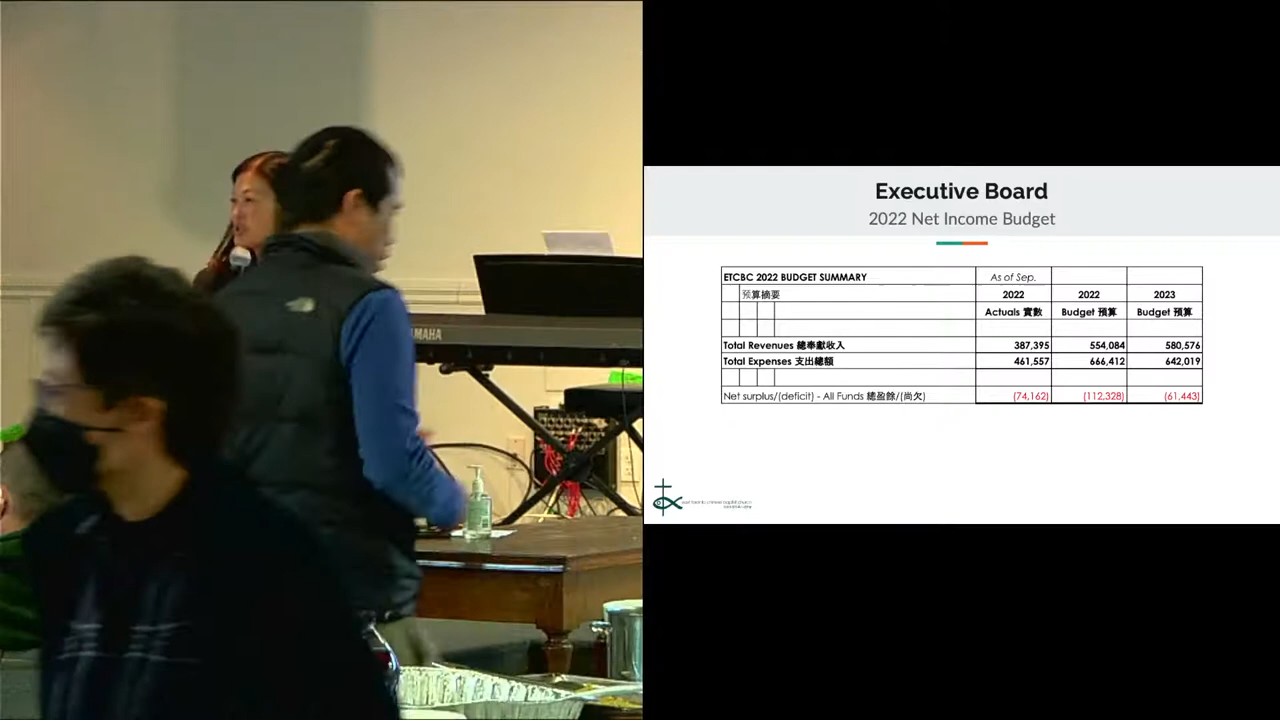 AMAHA
Executive Board
2022 Net Income Budget
ETCBC 2022 BUDGET SUMMARY As of Sep.
預算摘要 2022 2022 2023
Actuals 實數 Budget 預算 Budget 預算
Total Revenues 總奉獻收入 387,395 554,084 580,576
Total Expenses 支出總額 461,557 666,412 642,019
Net surplus/(deficit) - All Funds 總盈餘/(尚欠) (74,162) (112,328) (61,443)